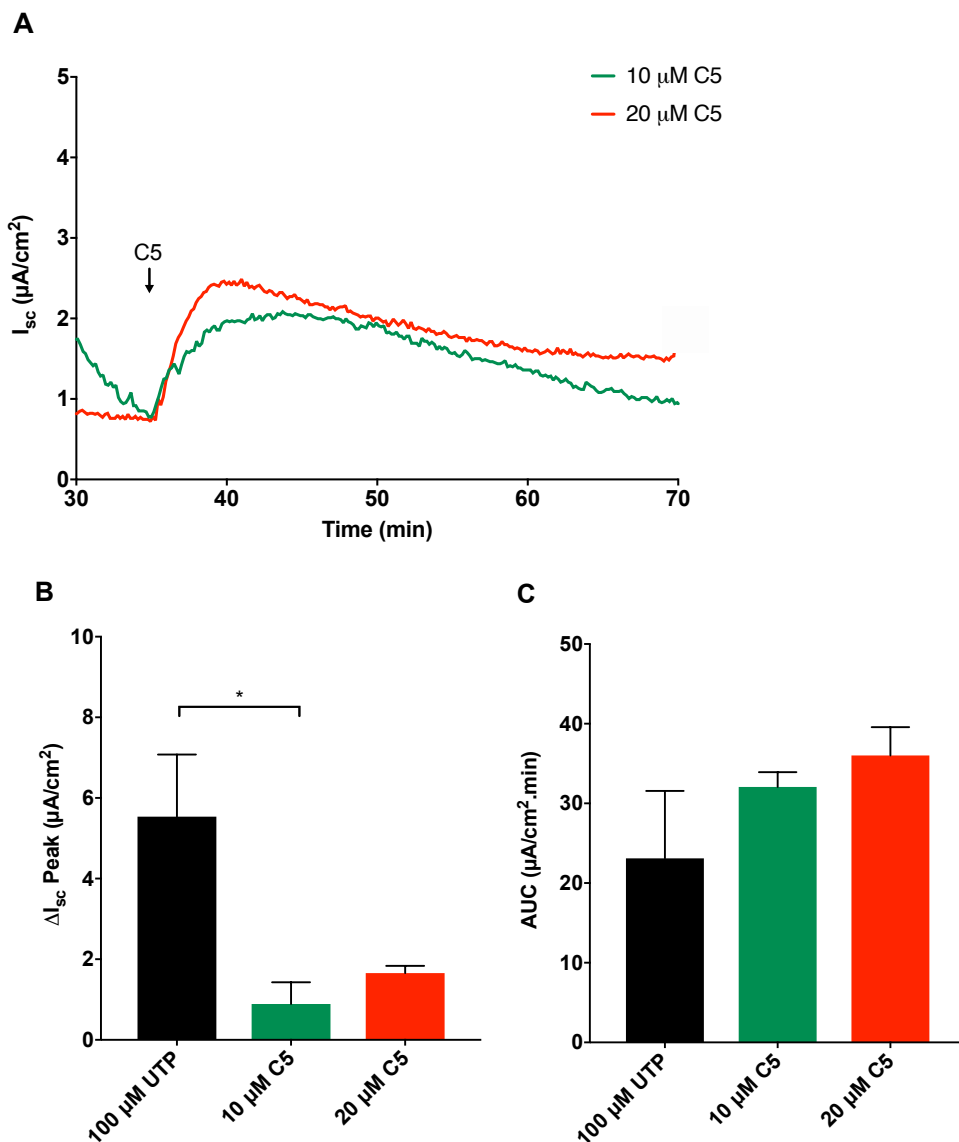 A
10 μM C5
20 μM C5
5
4
3
2
1
0
I_sc (μA/cm²)
C5
30
40
50
60
70
Time (min)
B
10
8
6
4
2
0
ΔI_sc Peak (μA/cm²)
*
100 μM UTP
10 μM C5
20 μM C5
C
50
40
30
20
10
0
AUC (μA/cm².min)
100 μM UTP
10 μM C5
20 μM C5